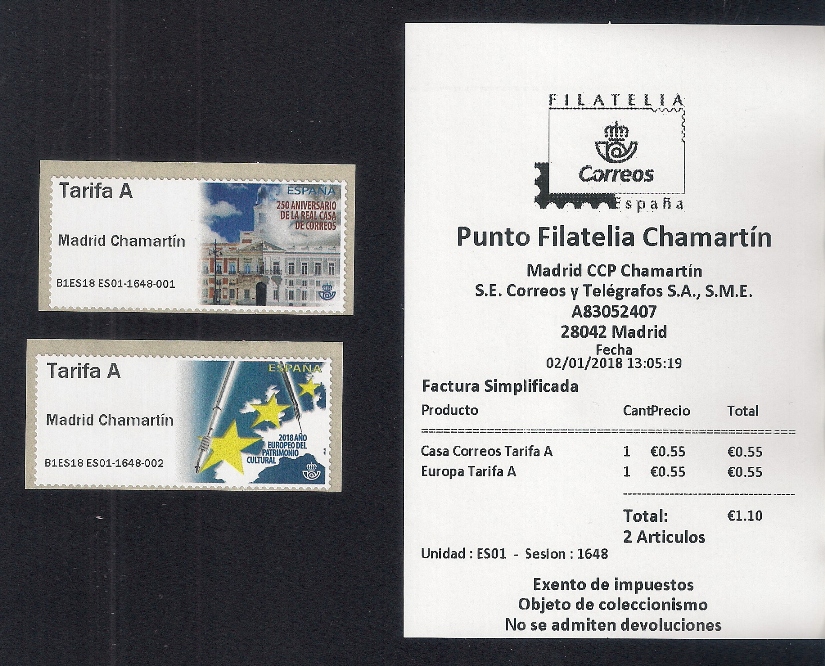 Tarifa A
Madrid Chamartín
B1ES18 ES01-1648-001
ESPAÑA
250 ANIVERSARIO
DE LA REAL CASA
DE CORREOS
Tarifa A
Madrid Chamartín
B1ES18 ES01-1648-002
ESPAÑA
2018 AÑO
EUROPEO DEL
PATRIMONIO
CULTURAL
FILATELIA
Correos
España
Punto Filatelia Chamartín
Madrid CCP Chamartín
S.E. Correos y Telégrafos S.A., S.M.E.
A83052407
28042 Madrid
Fecha
02/01/2018 13:05:19
Factura Simplificada
Producto CantPrecio Total
Casa Correos Tarifa A 1 €0.55 €0.55
Europa Tarifa A 1 €0.55 €0.55
Total: €1.10
2 Articulos
Unidad : ES01 - Sesion : 1648
Exento de impuestos
Objeto de coleccionismo
No se admiten devoluciones